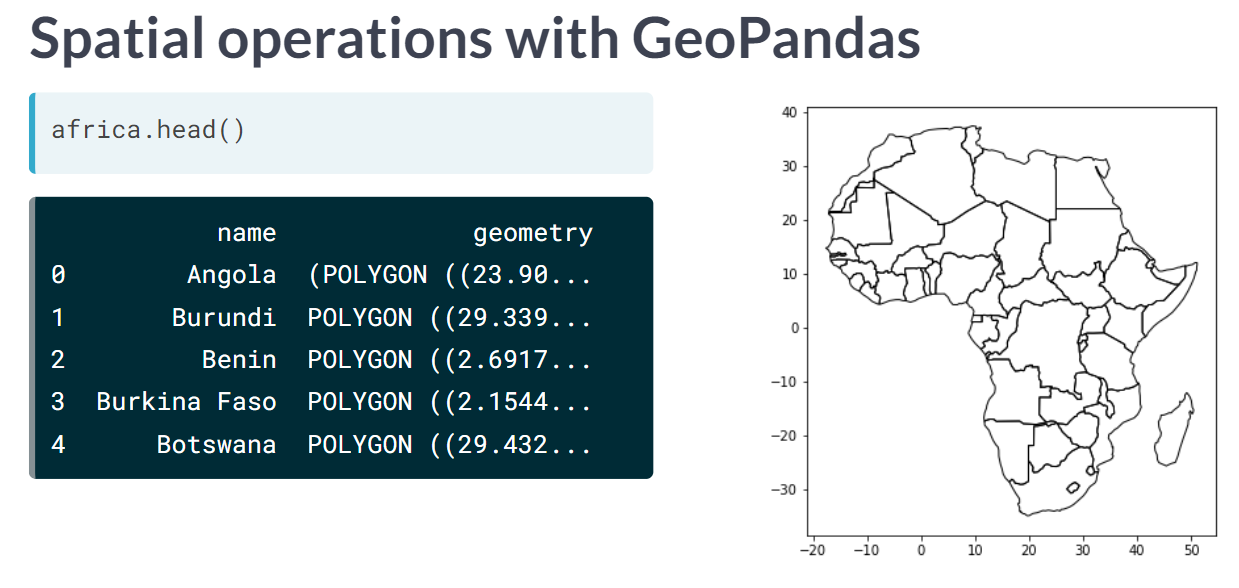 Spatial operations with GeoPandas
africa.head()
name geometry
0 Angola (POLYGON ((23.90...
1 Burundi POLYGON ((29.339...
2 Benin POLYGON ((2.6917...
3 Burkina Faso POLYGON ((2.1544...
4 Botswana POLYGON ((29.432...
40
30
20
10
0
−10
−20
−30
−20 −10 0 10 20 30 40 50